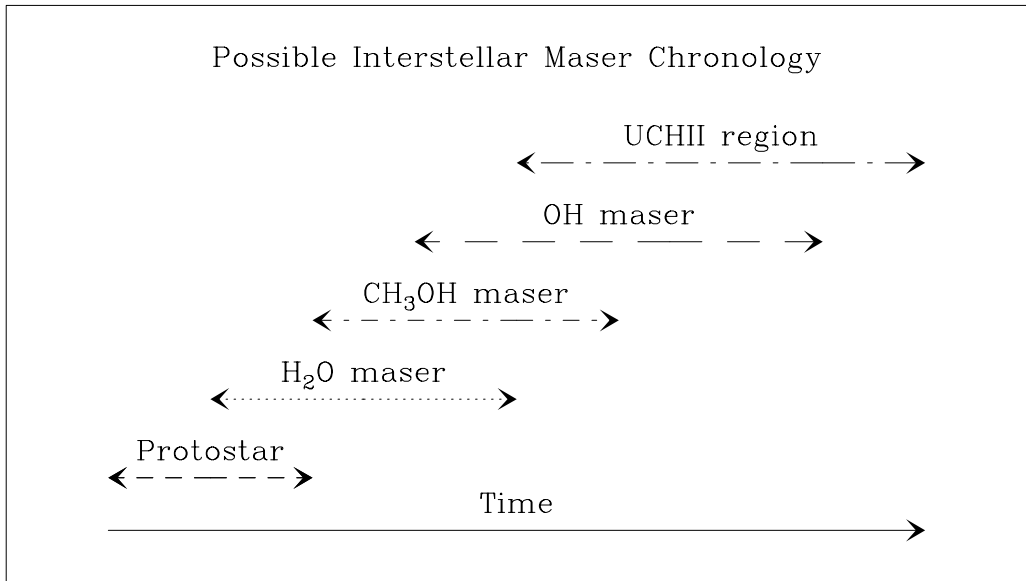 Possible Interstellar Maser Chronology
UCHII region
OH maser
CH₃OH maser
H₂O maser
Protostar
Time